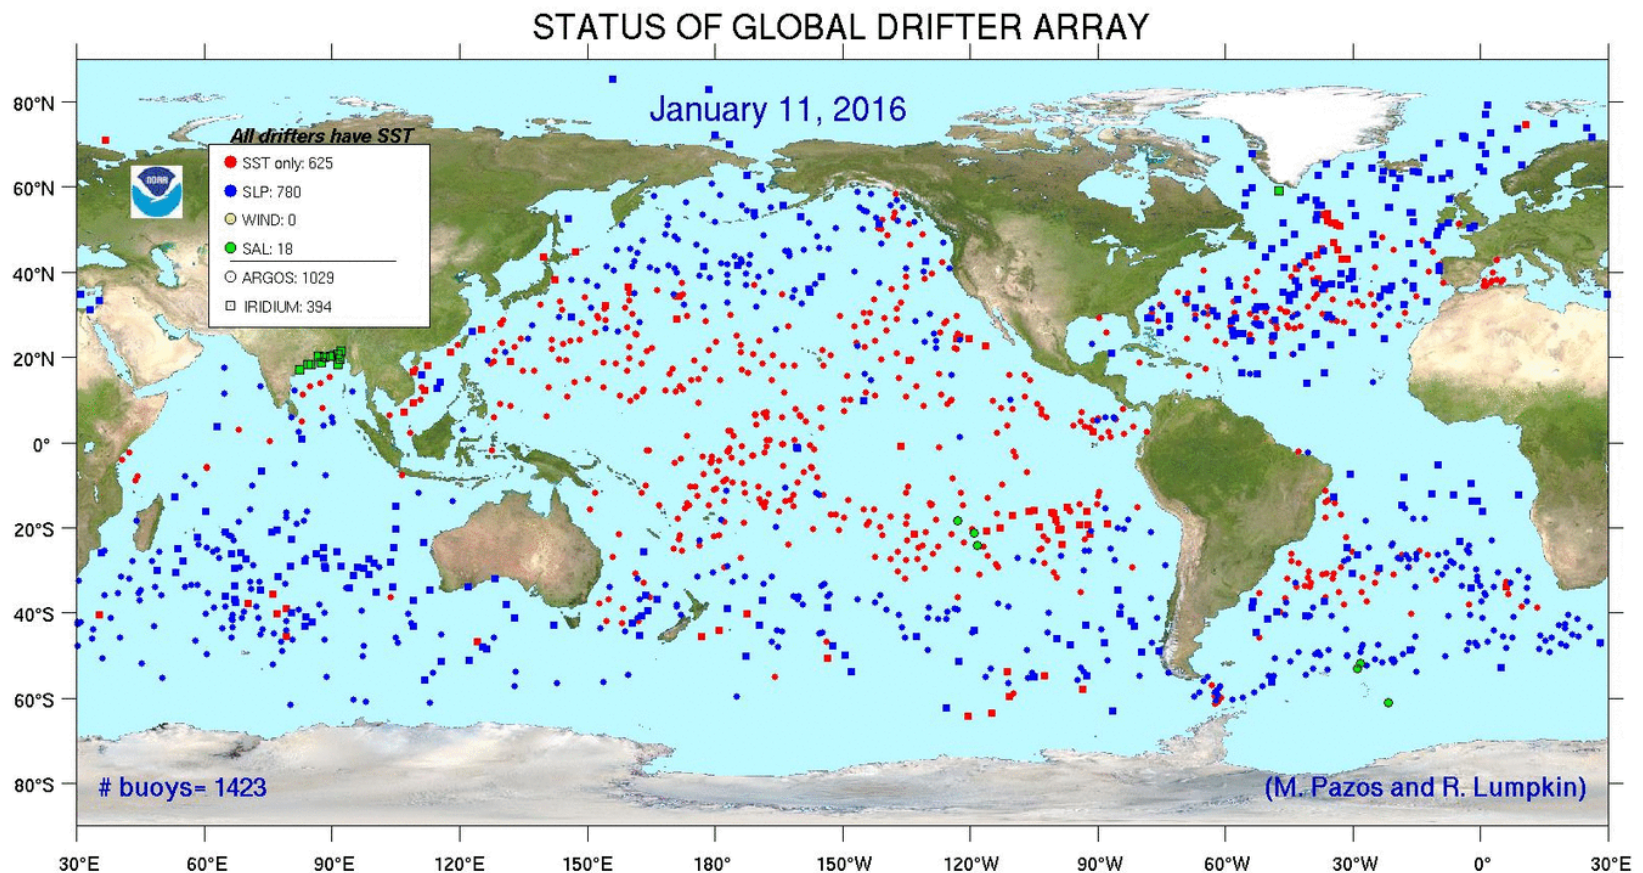 STATUS OF GLOBAL DRIFTER ARRAY
January 11, 2016
All drifters have SST
SST only: 625
SLP: 780
WIND: 0
SAL: 18
ARGOS: 1029
IRIDIUM: 394
NOAA
80°N
60°N
40°N
20°N
0°
20°S
40°S
60°S
80°S
# buoys= 1423
(M. Pazos and R. Lumpkin)
30°E 60°E 90°E 120°E 150°E 180° 150°W 120°W 90°W 60°W 30°W 0° 30°E